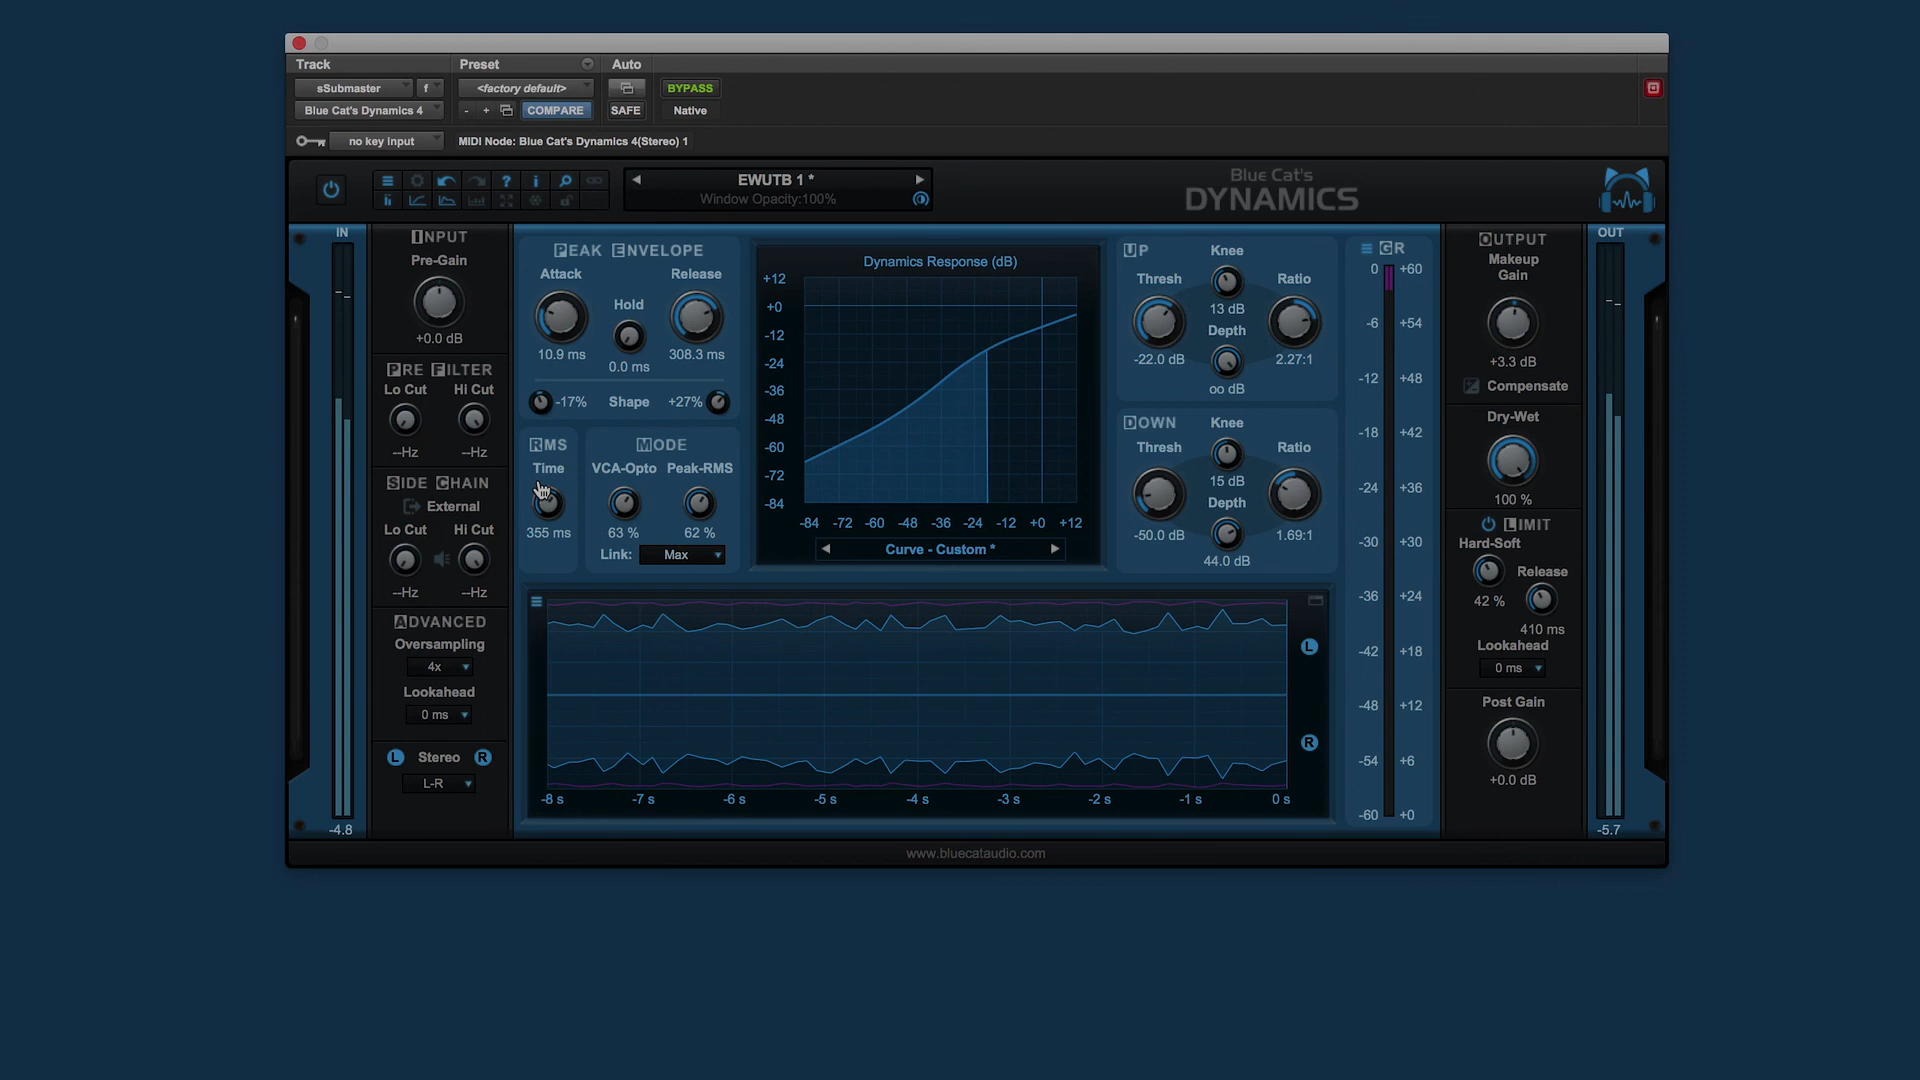 Track
Preset
Auto
sSubmaster
f
<factory default>
BYPASS
Blue Cat's Dynamics 4
- +
COMPARE
SAFE
Native
no key input
MIDI Node: Blue Cat's Dynamics 4(Stereo) 1
EWUTB 1 *
Window Opacity:100%
Blue Cat's
DYNAMICS
IN
INPUT
Pre-Gain
+0.0 dB
PRE FILTER
Lo Cut Hi Cut
--Hz --Hz
SIDE CHAIN
External
Lo Cut Hi Cut
--Hz --Hz
ADVANCED
Oversampling
4x
Lookahead
0 ms
L Stereo R
L-R
-4.8
PEAK ENVELOPE
Attack Release
Hold
10.9 ms 308.3 ms
0.0 ms
-17% Shape +27%
RMS
Time
355 ms
MODE
VCA-Opto Peak-RMS
63 % 62 %
Link: Max
Dynamics Response (dB)
+12
+0
-12
-24
-36
-48
-60
-72
-84
-84 -72 -60 -48 -36 -24 -12 +0 +12
Curve - Custom *
UP
Knee
Thresh Ratio
13 dB
Depth
-22.0 dB 2.27:1
oo dB
DOWN
Knee
Thresh Ratio
15 dB
Depth
-50.0 dB 1.69:1
44.0 dB
L
R
-8 s -7 s -6 s -5 s -4 s -3 s -2 s -1 s 0 s
GR
0 +60
-6 +54
-12 +48
-18 +42
-24 +36
-30 +30
-36 +24
-42 +18
-48 +12
-54 +6
-60 +0
OUTPUT
Makeup
Gain
+3.3 dB
Compensate
Dry-Wet
100 %
LIMIT
Hard-Soft
Release
42 %
410 ms
Lookahead
0 ms
Post Gain
+0.0 dB
OUT
-5.7
www.bluecataudio.com